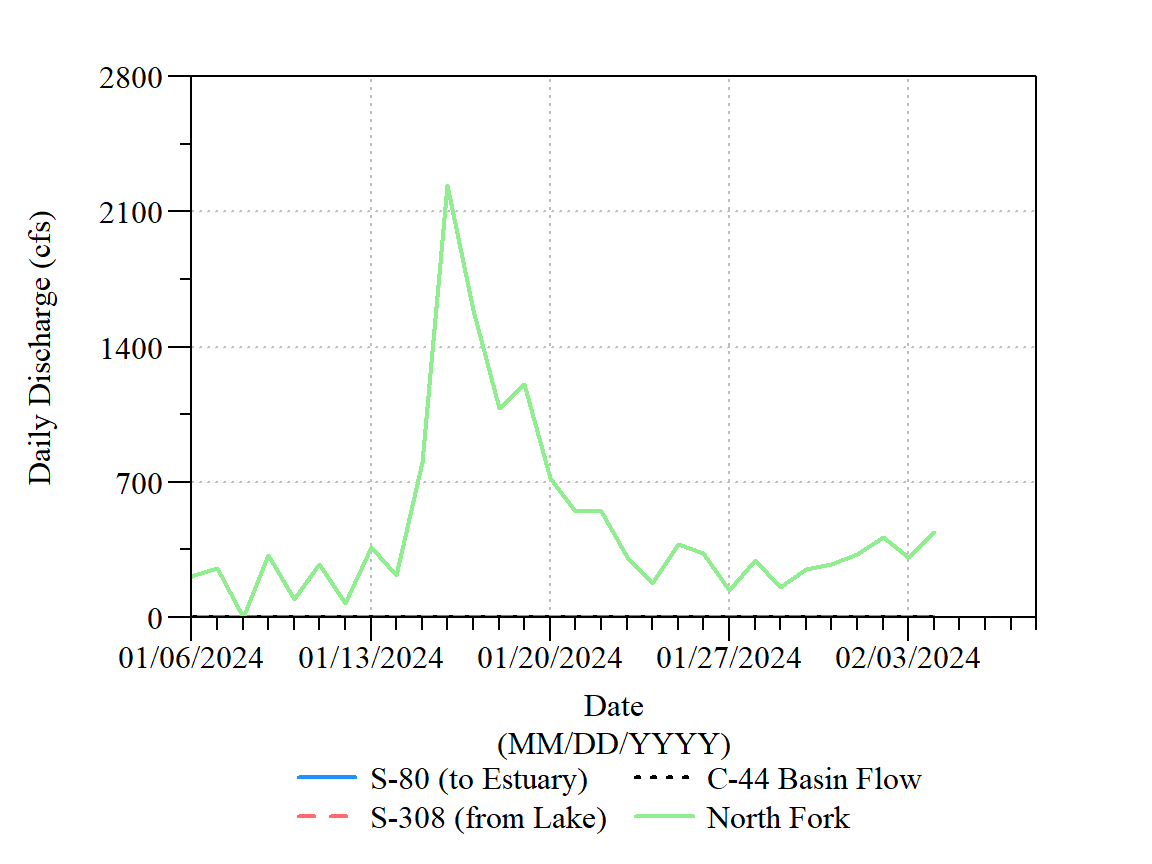 2800
2100
1400
700
0
Daily Discharge (cfs)
01/06/2024 01/13/2024 01/20/2024 01/27/2024 02/03/2024
Date
(MM/DD/YYYY)
S-80 (to Estuary) C-44 Basin Flow
S-308 (from Lake) North Fork